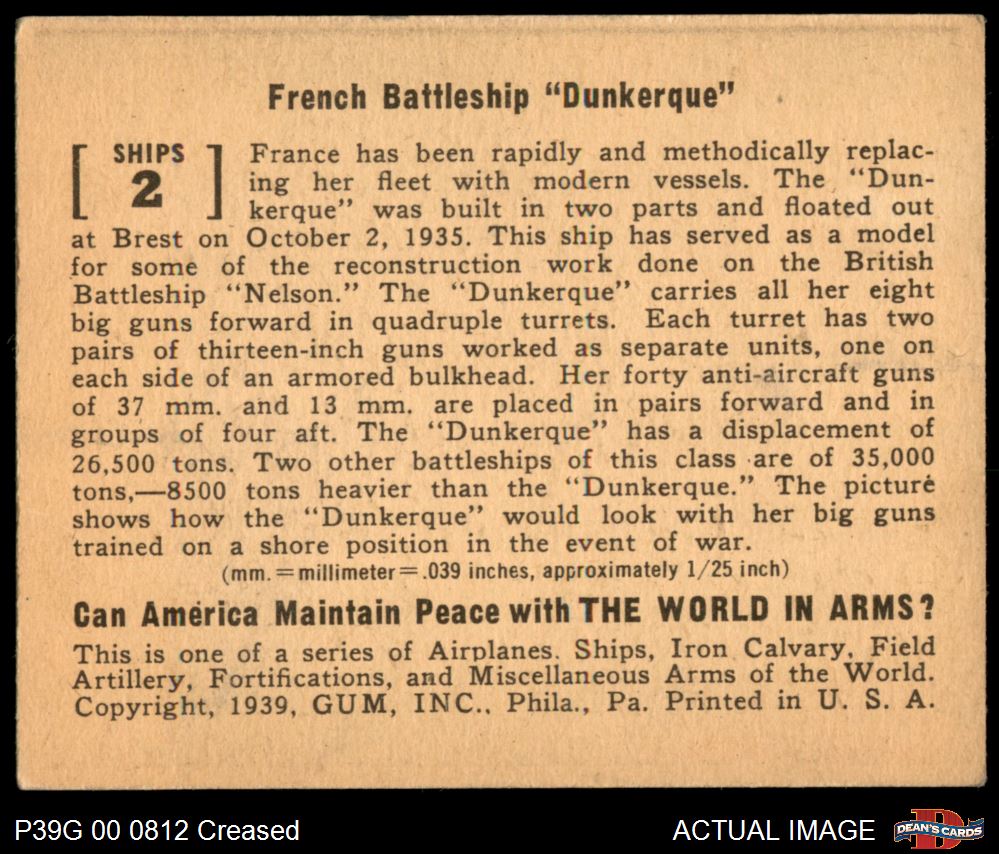 French Battleship “Dunkerque”
[ SHIPS 2 ]
France has been rapidly and methodically replac-
ing her fleet with modern vessels. The “Dun-
kerque” was built in two parts and floated out
at Brest on October 2, 1935. This ship has served as a model
for some of the reconstruction work done on the British
Battleship “Nelson.” The “Dunkerque” carries all her eight
big guns forward in quadruple turrets. Each turret has two
pairs of thirteen-inch guns worked as separate units, one on
each side of an armored bulkhead. Her forty anti-aircraft guns
of 37 mm. and 13 mm. are placed in pairs forward and in
groups of four aft. The “Dunkerque” has a displacement of
26,500 tons. Two other battleships of this class are of 35,000
tons,—8500 tons heavier than the “Dunkerque.” The picture
shows how the “Dunkerque” would look with her big guns
trained on a shore position in the event of war.
(mm.=millimeter=.039 inches, approximately 1/25 inch)
Can America Maintain Peace with THE WORLD IN ARMS?
This is one of a series of Airplanes. Ships, Iron Calvary, Field
Artillery, Fortifications, and Miscellaneous Arms of the World.
Copyright, 1939, GUM, INC., Phila., Pa. Printed in U. S. A.
P39G 00 0812 Creased
ACTUAL IMAGE
D
DEAN'S CARDS